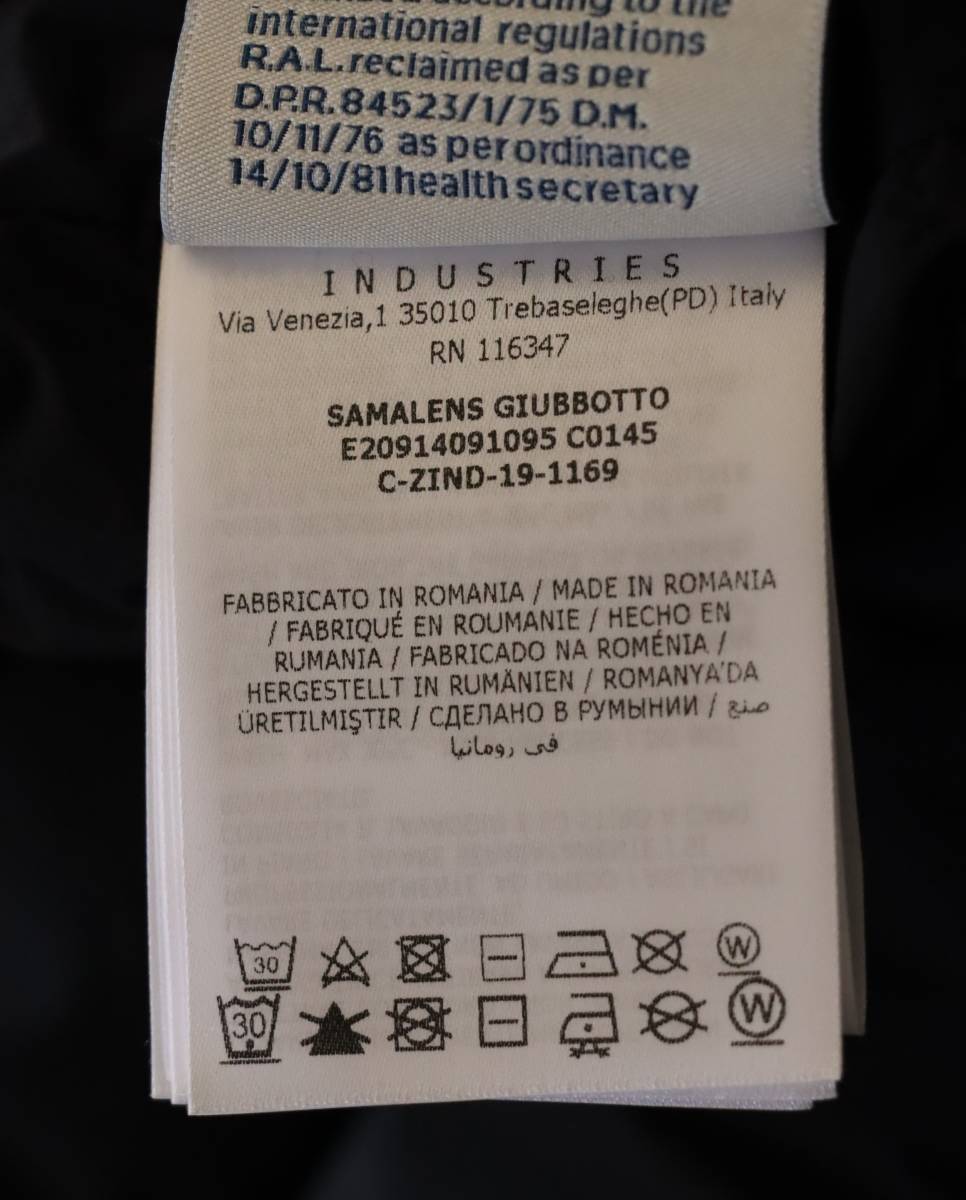 according to the
international regulations
R.A.L.reclaimed as per
D.P.R.84523/1/75 D.M.
10/11/76 as per ordinance
14/10/81 health secretary
INDUSTRIES
Via Venezia,1 35010 Trebaseleghe(PD) Italy
RN 116347
SAMALENS GIUBBOTTO
E20914091095 C0145
C-ZIND-19-1169
FABBRICATO IN ROMANIA / MADE IN ROMANIA
/ FABRIQUÉ EN ROUMANIE / HECHO EN
RUMANIA / FABRICADO NA ROMÉNIA /
HERGESTELLT IN RUMÄNIEN / ROMANYA'DA
ÜRETILMIŞTIR / СДЕЛАНО В РУМЫНИИ / صنع
فى رومانيا
30 W
30 W